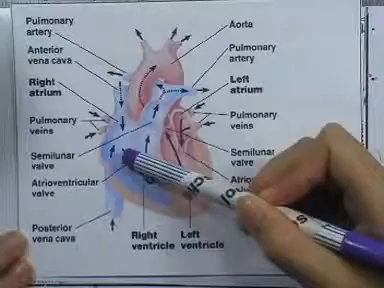 Pulmonary
artery
Anterior
vena cava
Right
atrium
Pulmonary
veins
Semilunar
valve
Atrioventricular
valve
Posterior
vena cava
Right
ventricle
Left
ventricle
Aorta
Pulmonary
artery
Left
atrium
Pulmonary
veins
Semilunar
valve